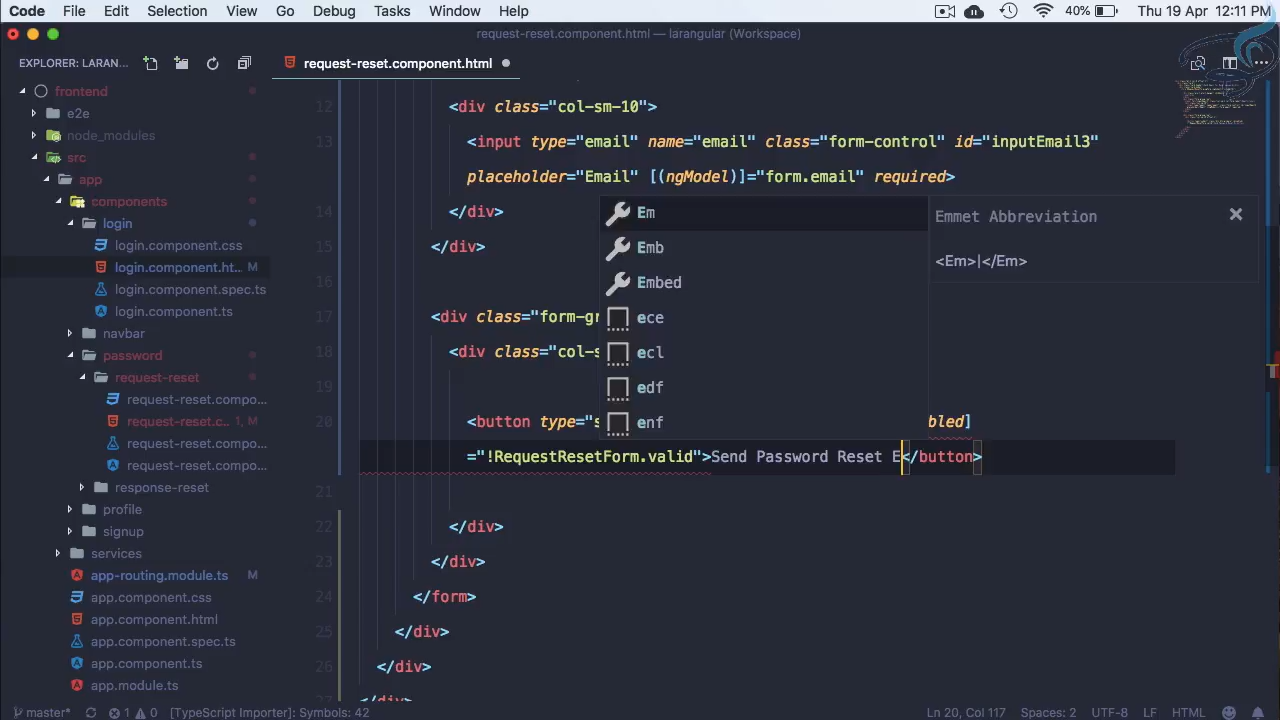 Code File Edit Selection View Go Debug Tasks Window Help 40% Thu 19 Apr 12:11 PM
request-reset.component.html — larangular (Workspace)
EXPLORER: LARAN...
request-reset.component.html
frontend
e2e
node_modules
src
app
components
login
login.component.css
login.component.ht... M
login.component.spec.ts
login.component.ts
navbar
password
request-reset
request-reset.compo...
request-reset.c... 1, M
request-reset.compo...
request-reset.compo...
response-reset
profile
signup
services
app-routing.module.ts M
app.component.css
app.component.html
app.component.spec.ts
app.component.ts
app.module.ts
12 <div class="col-sm-10">
13 <input type="email" name="email" class="form-control" id="inputEmail3"
placeholder="Email" [(ngModel)]="form.email" required>
14 </div>
15 </div>
16
17 <div class="form-gr
18 <div class="col-s
19
20 <button type="s bled]
="!RequestResetForm.valid">Send Password Reset E</button>
21
22 </div>
23 </div>
24 </form>
25 </div>
26 </div>
27 </div>
Em
Emb
Embed
ece
ecl
edf
enf
Emmet Abbreviation
<Em>|</Em>
master* 1 0 [TypeScript Importer]: Symbols: 42 Ln 20, Col 117 Spaces: 2 UTF-8 LF HTML